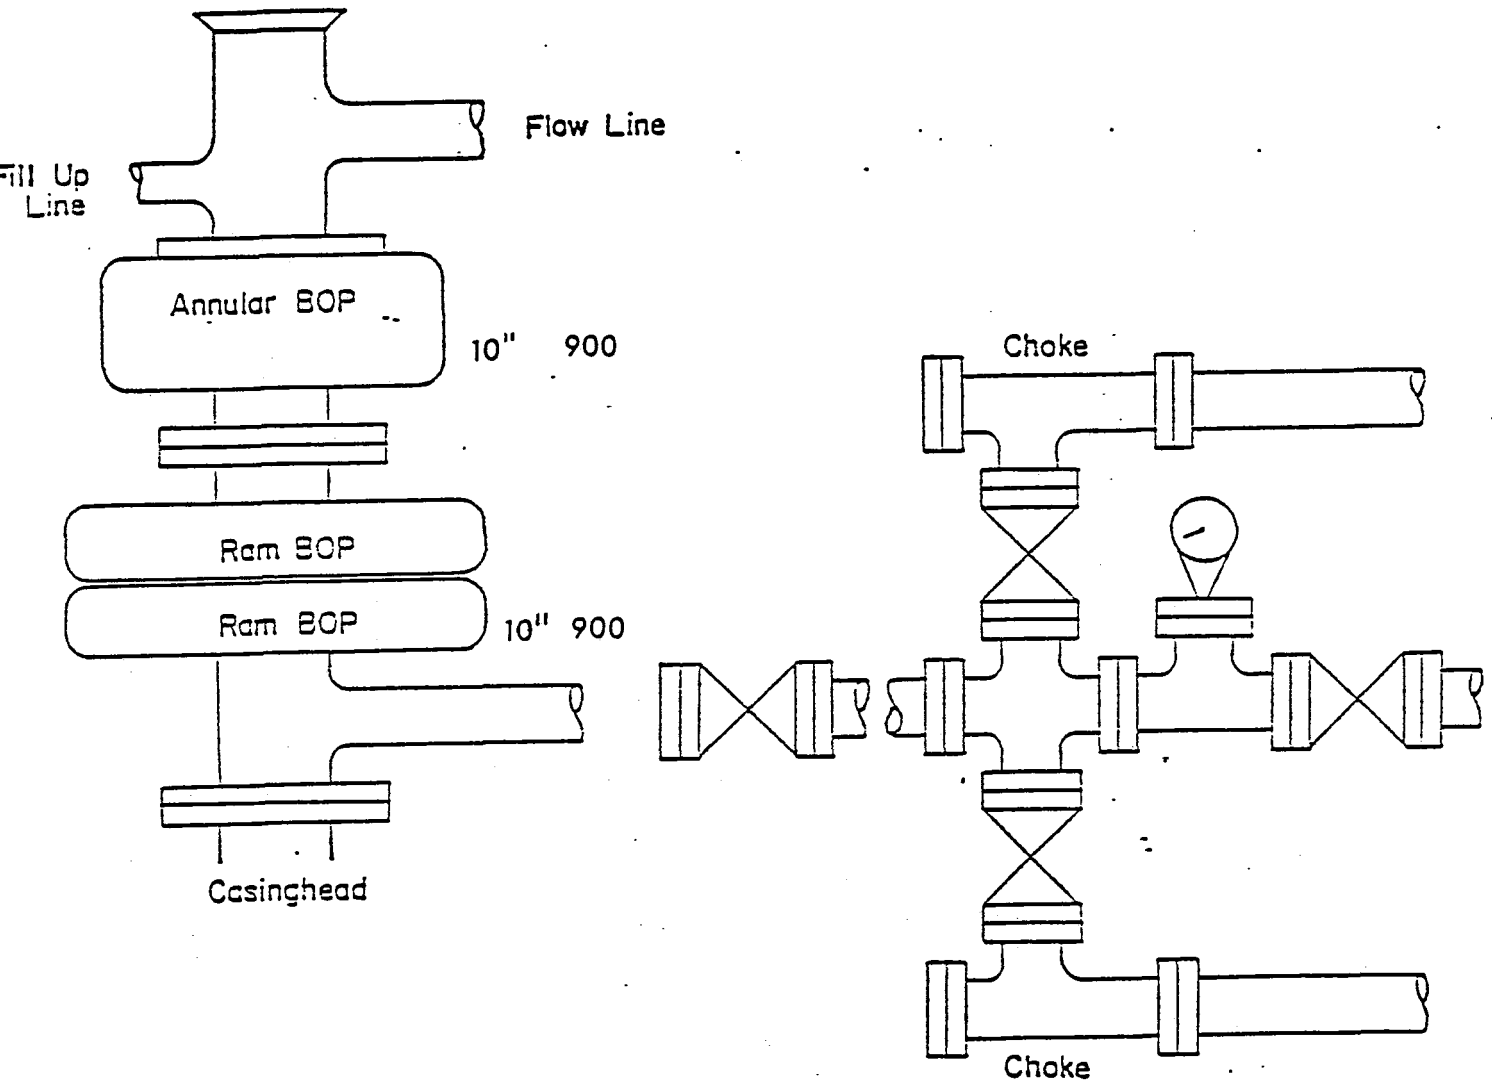 Flow Line
Fill Up
Line
Annular BOP
10" 900
Choke
Ram BOP
Ram BOP
10" 900
Casinghead
Choke